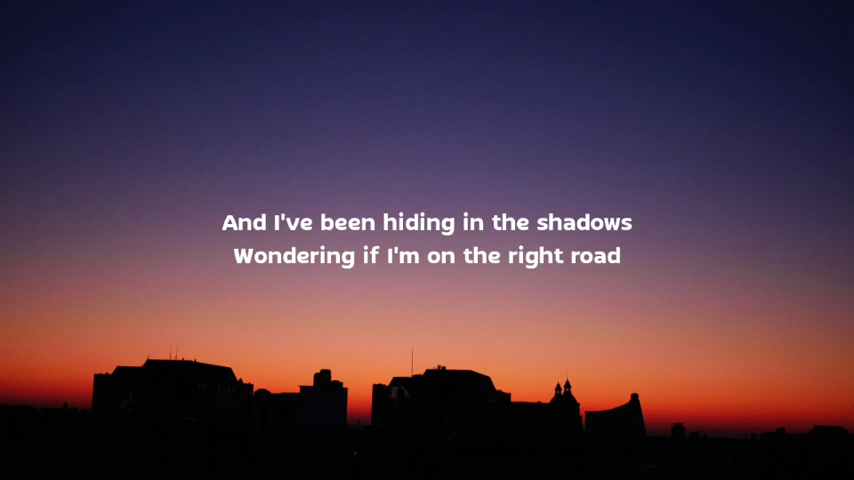 And I've been hiding in the shadows
Wondering if I'm on the right road